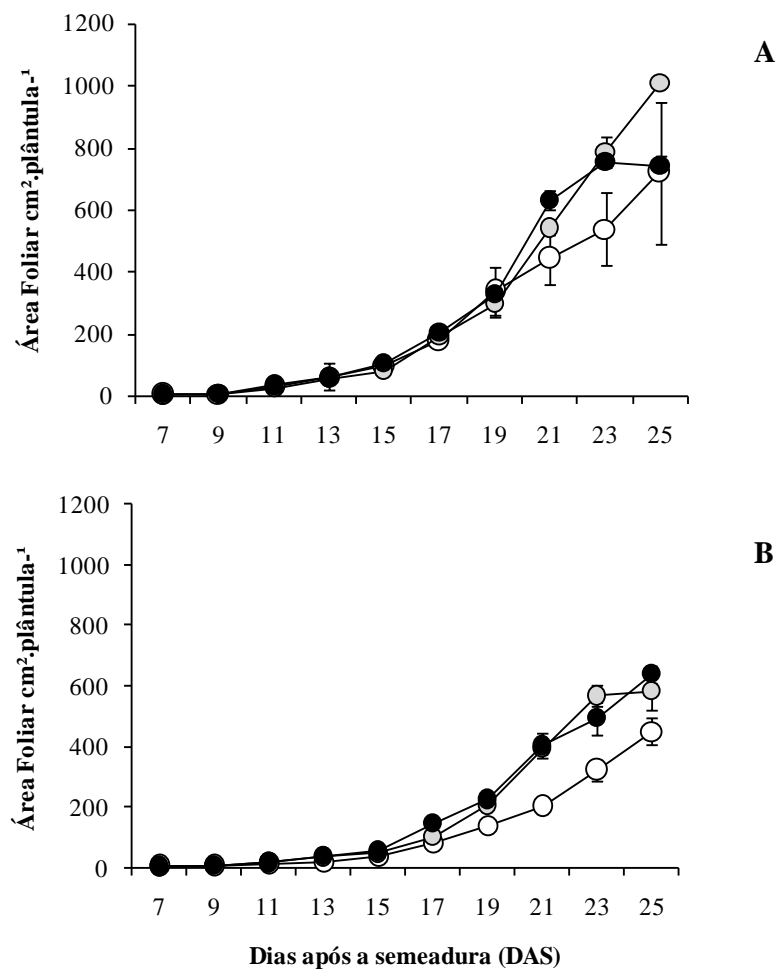 A
Área Foliar cm².plântula-¹
1200
1000
800
600
400
200
0
7 9 11 13 15 17 19 21 23 25
B
Área Foliar cm².plântula-¹
1200
1000
800
600
400
200
0
7 9 11 13 15 17 19 21 23 25
Dias após a semeadura (DAS)